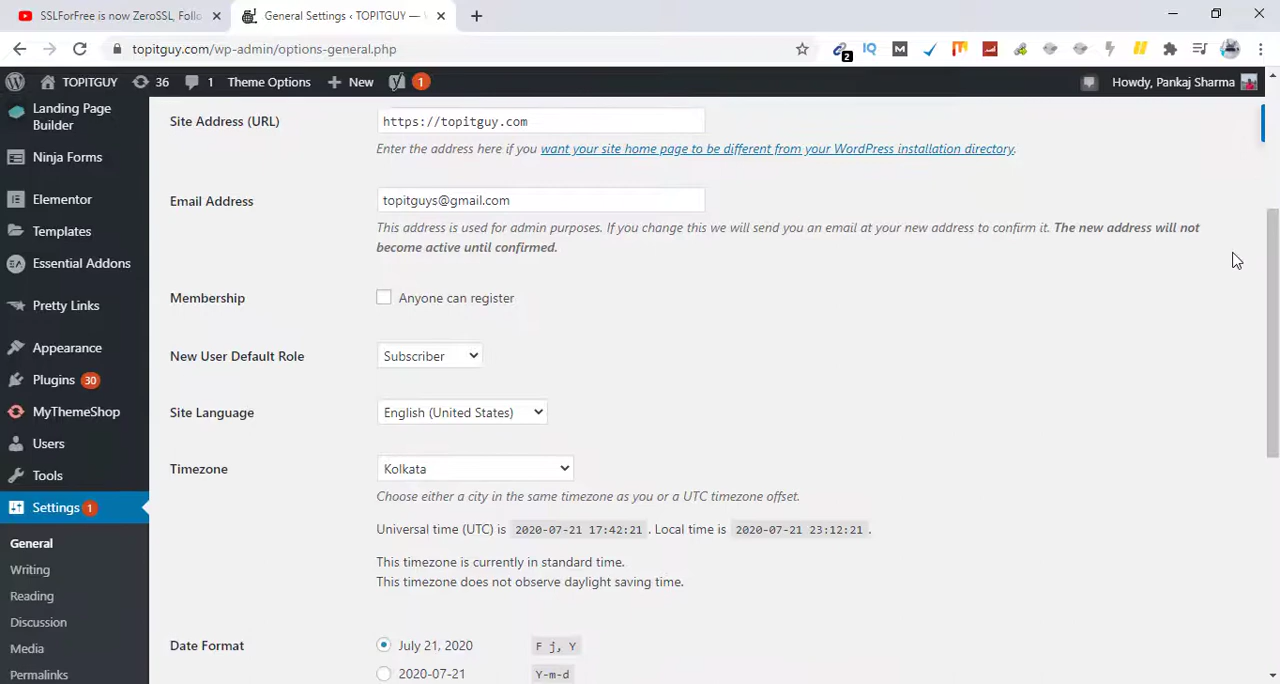 SSLForFree is now ZeroSSL, Follo
General Settings ‹ TOPITGUY —
topitguy.com/wp-admin/options-general.php
2
IQ
M
TOPITGUY
36
1
Theme Options
New
1
Howdy, Pankaj Sharma
Landing Page
Builder
Ninja Forms
Elementor
Templates
Essential Addons
Pretty Links
Appearance
Plugins 30
MyThemeShop
Users
Tools
Settings 1
General
Writing
Reading
Discussion
Media
Permalinks
Site Address (URL)
https://topitguy.com
Enter the address here if you want your site home page to be different from your WordPress installation directory.
Email Address
topitguys@gmail.com
This address is used for admin purposes. If you change this we will send you an email at your new address to confirm it. The new address will not
become active until confirmed.
Membership
Anyone can register
New User Default Role
Subscriber
Site Language
English (United States)
Timezone
Kolkata
Choose either a city in the same timezone as you or a UTC timezone offset.
Universal time (UTC) is 2020-07-21 17:42:21 . Local time is 2020-07-21 23:12:21 .
This timezone is currently in standard time.
This timezone does not observe daylight saving time.
Date Format
July 21, 2020
F j, Y
2020-07-21
Y-m-d